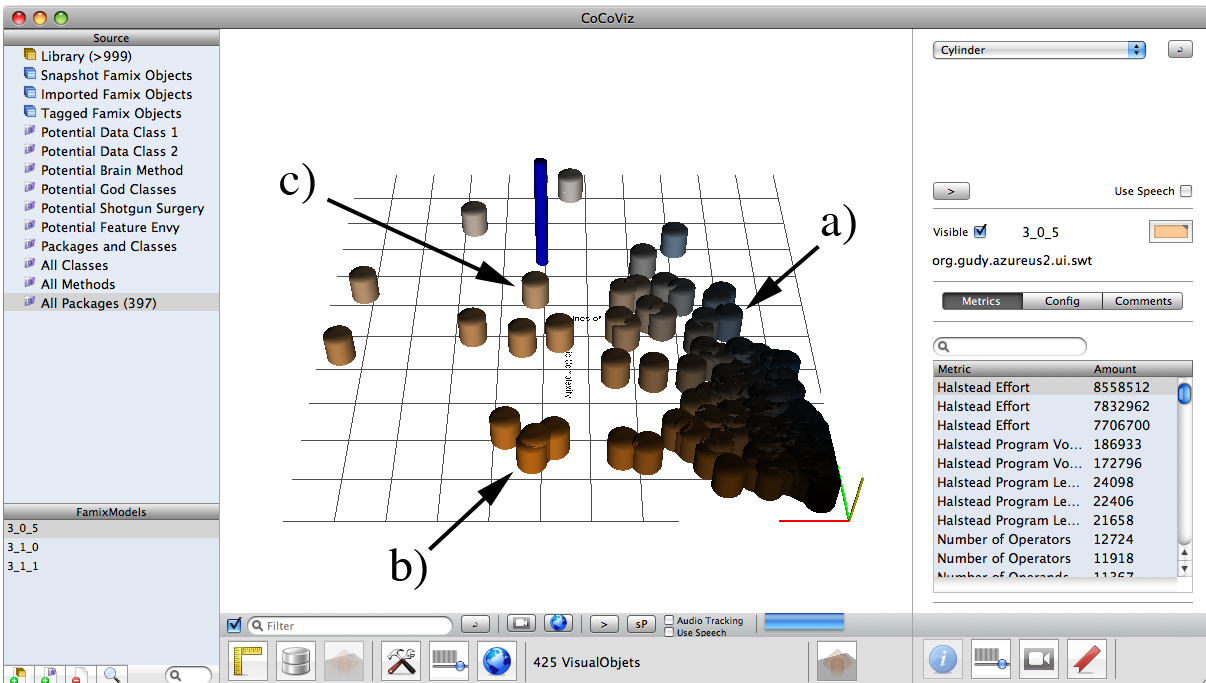 CoCoViz
Source
Library (>999)
Snapshot Famix Objects
Imported Famix Objects
Tagged Famix Objects
Potential Data Class 1
Potential Data Class 2
Potential Brain Method
Potential God Classes
Potential Shotgun Surgery
Potential Feature Envy
Packages and Classes
All Classes
All Methods
All Packages (397)
FamixModels
3_0_5
3_1_0
3_1_1
c)
a)
b)
Filter
>
sP
Audio Tracking
Use Speech
425 VisualObjets
Cylinder
>
Use Speech
Visible
3_0_5
org.gudy.azureus2.ui.swt
Metrics Config Comments
Metric Amount
Halstead Effort 8558512
Halstead Effort 7832962
Halstead Effort 7706700
Halstead Program Vo... 186933
Halstead Program Vo... 172796
Halstead Program Le... 24098
Halstead Program Le... 22406
Halstead Program Le... 21658
Number of Operators 12724
Number of Operators 11918
Number of Operands 11367